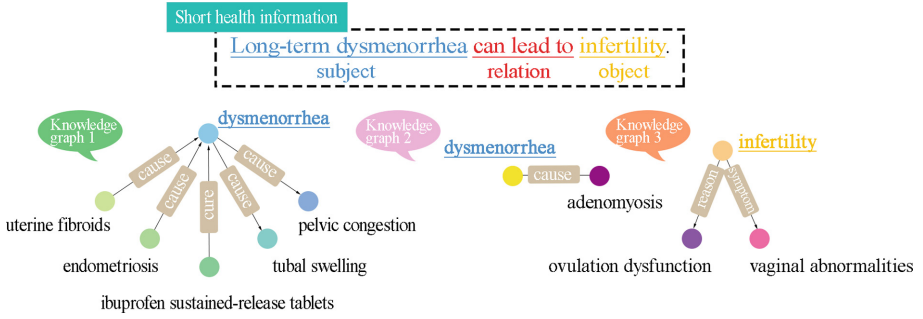 Short health information
Long-term dysmenorrhea can lead to infertility.
subject relation object
Knowledge graph 1
dysmenorrhea
cause
cause
cure
cause
cause
uterine fibroids
endometriosis
ibuprofen sustained-release tablets
tubal swelling
pelvic congestion
Knowledge graph 2
dysmenorrhea
cause
adenomyosis
Knowledge graph 3
infertility
reason
symptom
ovulation dysfunction
vaginal abnormalities